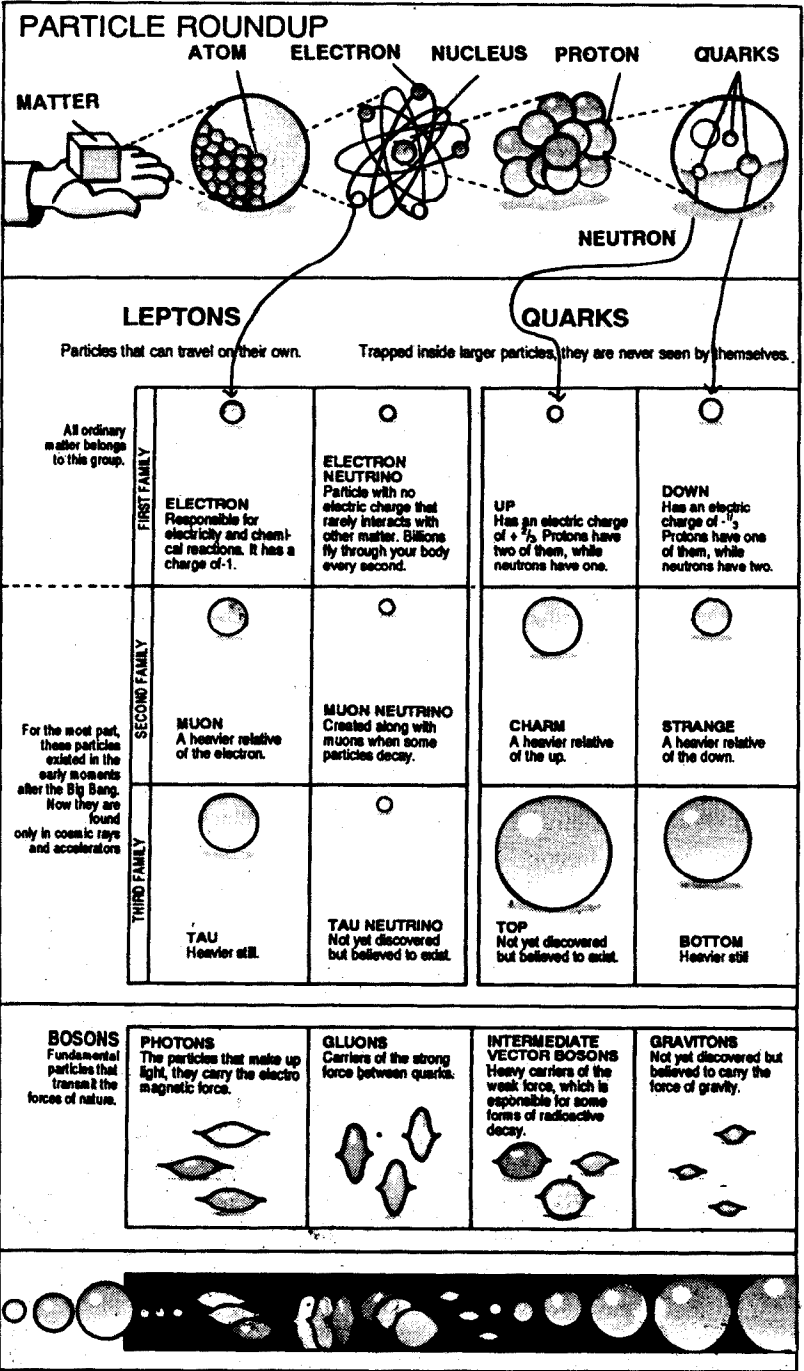 PARTICLE ROUNDUP
ATOM ELECTRON NUCLEUS PROTON QUARKS
MATTER
NEUTRON
LEPTONS
Particles that can travel on their own.
QUARKS
Trapped inside larger particles, they are never seen by themselves.
All ordinary
matter belongs
to this group.
FIRST FAMILY
ELECTRON
Responsible for
electricity and chemi-
cal reactions. It has a
charge of -1.
ELECTRON
NEUTRINO
Particle with no
electric charge that
rarely interacts with
other matter. Billions
fly through your body
every second.
UP
Has an electric charge
of + 2/3. Protons have
two of them, while
neutrons have one.
DOWN
Has an electric
charge of -1/3
Protons have one
of them, while
neutrons have two.
For the most part,
these particles
existed in the
early moments
after the Big Bang.
Now they are
found
only in cosmic rays
and accelerators
SECOND FAMILY
MUON
A heavier relative
of the electron.
MUON NEUTRINO
Created along with
muons when some
particles decay.
CHARM
A heavier relative
of the up.
STRANGE
A heavier relative
of the down.
THIRD FAMILY
TAU
Heavier still.
TAU NEUTRINO
Not yet discovered
but believed to exist.
TOP
Not yet discovered
but believed to exist.
BOTTOM
Heavier still
BOSONS
Fundamental
particles that
transmit the
forces of nature.
PHOTONS
The particles that make up
light, they carry the electro
magnetic force.
GLUONS
Carriers of the strong
force between quarks.
INTERMEDIATE
VECTOR BOSONS
Heavy carriers of the
weak force, which is
esponsible for some
forms of radioactive
decay.
GRAVITONS
Not yet discovered but
believed to carry the
force of gravity.